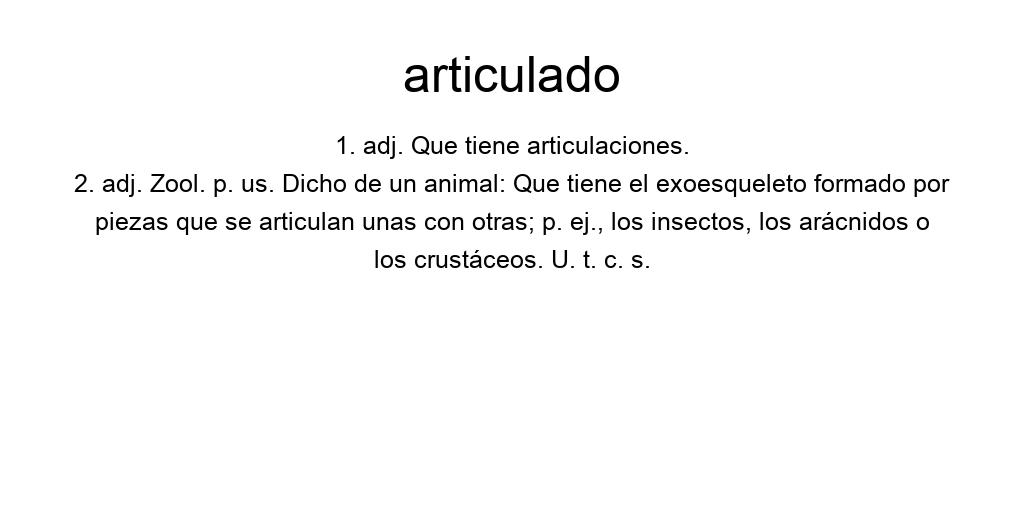 articulado
1. adj. Que tiene articulaciones.
2. adj. Zool. p. us. Dicho de un animal: Que tiene el exoesqueleto formado por
piezas que se articulan unas con otras; p. ej., los insectos, los arácnidos o
los crustáceos. U. t. c. s.